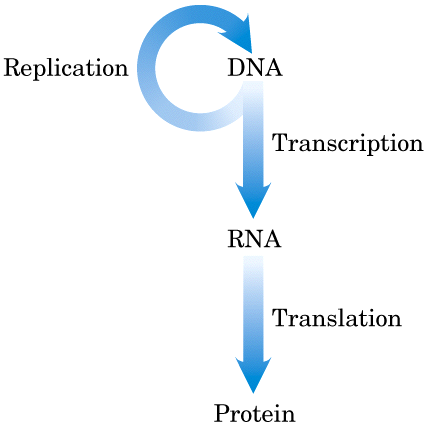 Replication
DNA
Transcription
RNA
Translation
Protein